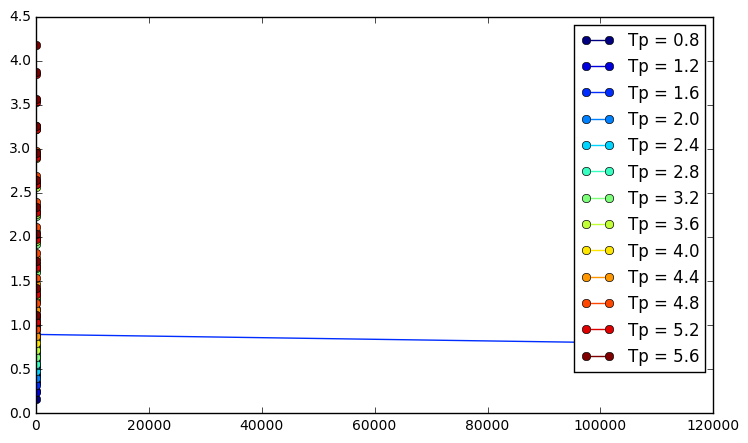 4.5
4.0
3.5
3.0
2.5
2.0
1.5
1.0
0.5
0.0
0
20000
40000
60000
80000
100000
120000
Tp = 0.8
Tp = 1.2
Tp = 1.6
Tp = 2.0
Tp = 2.4
Tp = 2.8
Tp = 3.2
Tp = 3.6
Tp = 4.0
Tp = 4.4
Tp = 4.8
Tp = 5.2
Tp = 5.6